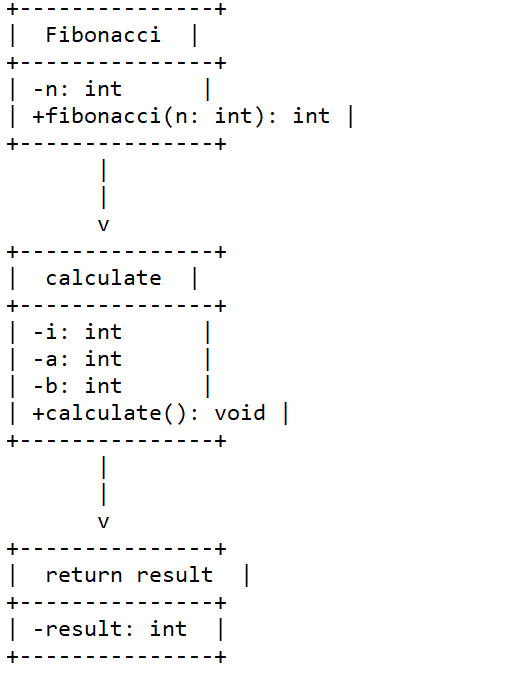 +---------------+
|  Fibonacci  |
+---------------+
| -n: int      |
| +fibonacci(n: int): int |
+---------------+
       |
       |
       v
+---------------+
|  calculate  |
+---------------+
| -i: int      |
| -a: int      |
| -b: int      |
| +calculate(): void |
+---------------+
       |
       |
       v
+---------------+
|  return result  |
+---------------+
| -result: int  |
+---------------+